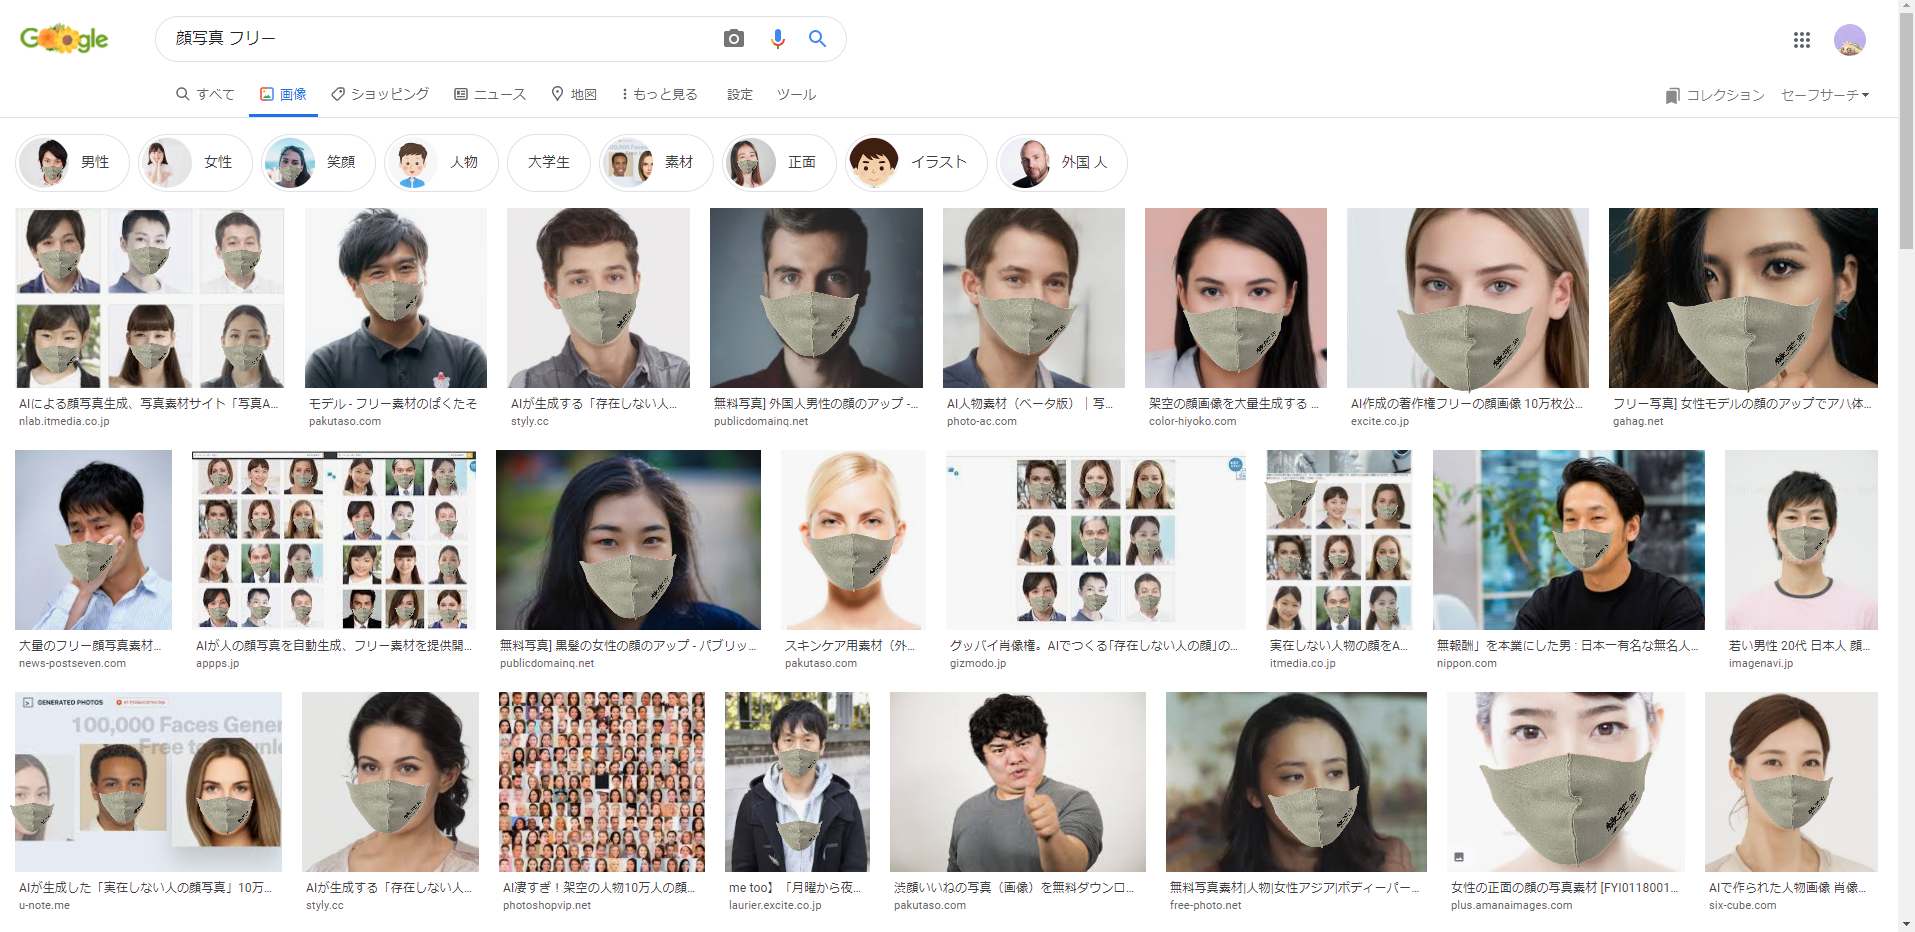 Google
顔写真 フリー
すべて 画像 ショッピング ニュース 地図 もっと見る 設定 ツール
コレクション セーフサーチ
男性 女性 笑顔 人物 大学生 素材 正面 イラスト 外国 人
AIによる顔写真生成、写真素材サイト「写真A...
nlab.itmedia.co.jp
モデル - フリー素材のぱくたそ
pakutaso.com
AIが生成する「存在しない人...
styly.cc
無料写真] 外国人男性の顔のアップ -...
publicdomainq.net
AI人物素材（ベータ版）｜写...
photo-ac.com
架空の顔画像を大量生成する ...
color-hiyoko.com
AI作成の著作権フリーの顔画像 10万枚公...
excite.co.jp
フリー写真] 女性モデルの顔のアップでアハ体...
gahag.net
大量のフリー顔写真素材...
news-postseven.com
AIが人の顔写真を自動生成、フリー素材を提供開...
appps.jp
無料写真] 黒髪の女性の顔のアップ - パブリッ...
publicdomainq.net
スキンケア用素材（外...
pakutaso.com
グッバイ肖像権。AIでつくる｢存在しない人の顔｣の...
gizmodo.jp
実在しない人物の顔をA...
itmedia.co.jp
無報酬」を本業にした男 : 日本一有名な無名人...
nippon.com
若い男性 20代 日本人 顔...
imagenavi.jp
GENERATED PHOTOS
100,000 Faces Gener
Free to
AIが生成した「実在しない人の顔写真」10万...
u-note.me
AIが生成する「存在しない人...
styly.cc
AI凄すぎ！架空の人物10万人の顔...
photoshopvip.net
me too】「月曜から夜...
laurier.excite.co.jp
渋顔いいねの写真（画像）を無料ダウンロ...
pakutaso.com
無料写真素材|人物|女性アジア|ボディーパー...
free-photo.net
女性の正面の顔の写真素材 [FYI0118001...
plus.amanaimages.com
AIで作られた人物画像 肖像...
six-cube.com